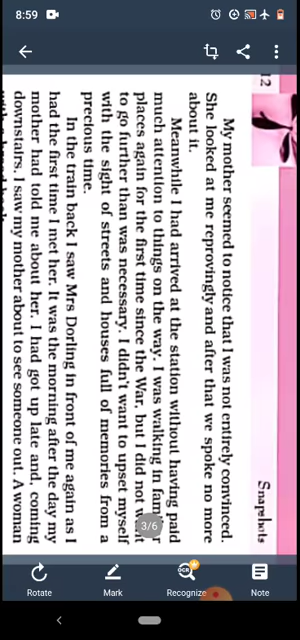 8:59
12
Snapshots
My mother seemed to notice that I was not entirely convinced.
She looked at me reprovingly and after that we spoke no more
about it.
Meanwhile I had arrived at the station without having paid
much attention to things on the way. I was walking in
places again for the first time since the War, but I did not
to go further than was necessary. I didn't want to upset myself
with the sight of streets and houses full of memories from a
precious time.
In the train back I saw Mrs Dorling in front of me again as I
had the first time I met her. It was the morning after the day my
mother had told me about her. I had got up late and, coming
downstairs, I saw my mother about to see someone out. A woman
3/6
Rotate
Mark
OCR
Recognize
Note